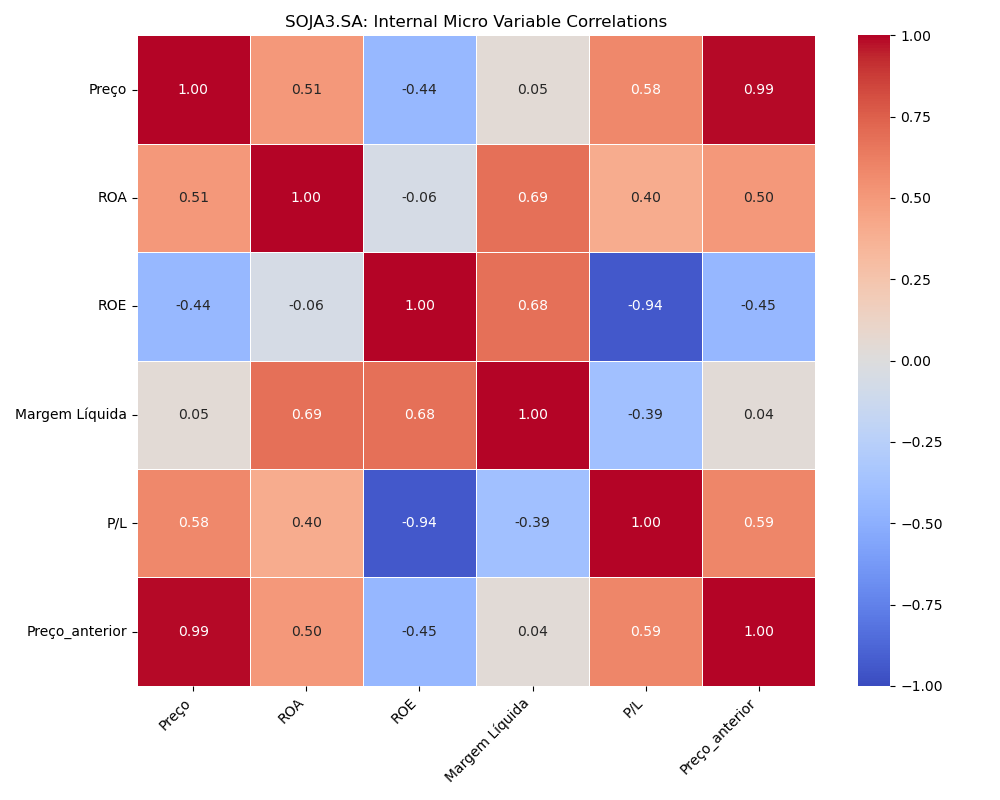 SOJA3.SA: Internal Micro Variable Correlations
Preço 1.00 0.51 -0.44 0.05 0.58 0.99
ROA 0.51 1.00 -0.06 0.69 0.40 0.50
ROE -0.44 -0.06 1.00 0.68 -0.94 -0.45
Margem Líquida 0.05 0.69 0.68 1.00 -0.39 0.04
P/L 0.58 0.40 -0.94 -0.39 1.00 0.59
Preço_anterior 0.99 0.50 -0.45 0.04 0.59 1.00
Preço ROA ROE Margem Líquida P/L Preço_anterior
1.00
0.75
0.50
0.25
0.00
−0.25
−0.50
−0.75
−1.00